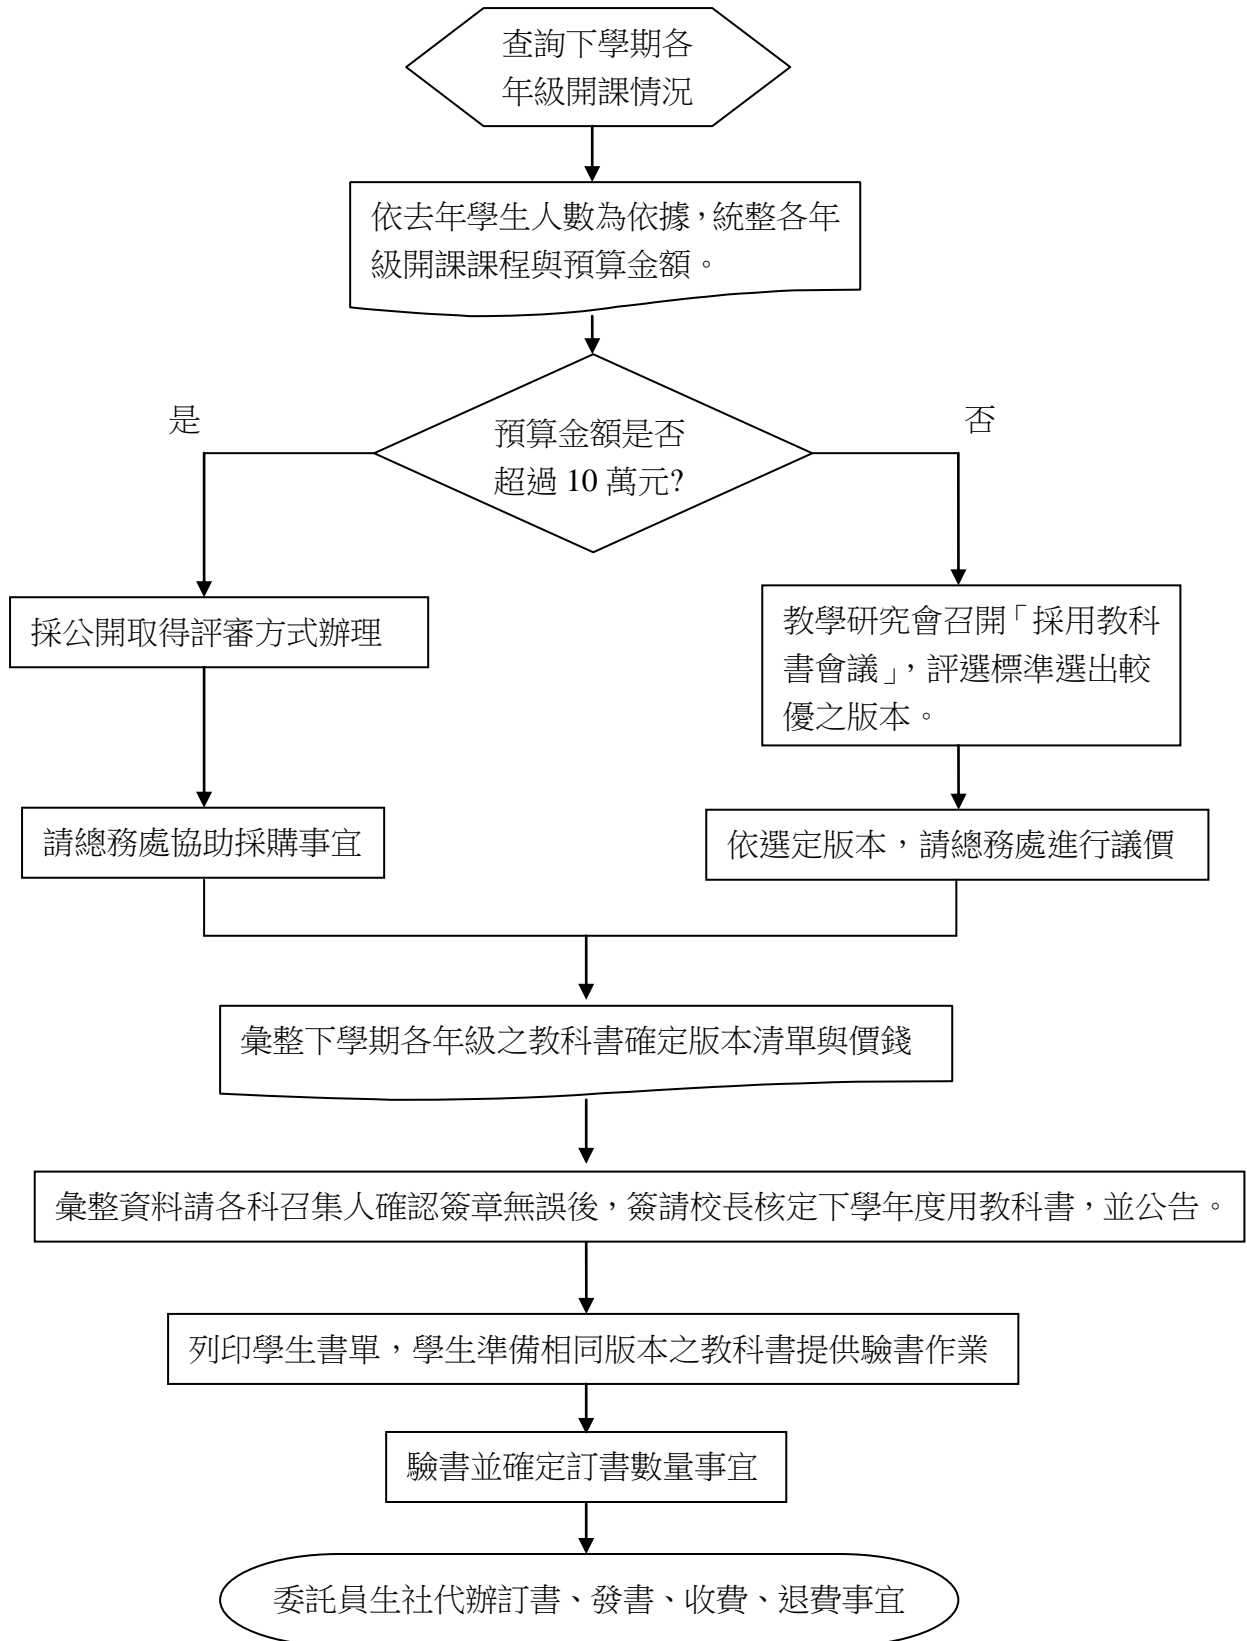 查詢下學期各
年級開課情況
依去年學生人數為依據，統整各年
級開課課程與預算金額。
是
預算金額是否
超過 10 萬元?
否
採公開取得評審方式辦理
教學研究會召開「採用教科
書會議」，評選標準選出較
優之版本。
請總務處協助採購事宜
依選定版本，請總務處進行議價
彙整下學期各年級之教科書確定版本清單與價錢
彙整資料請各科召集人確認簽章無誤後，簽請校長核定下學年度用教科書，並公告。
列印學生書單，學生準備相同版本之教科書提供驗書作業
驗書並確定訂書數量事宜
委託員生社代辦訂書、發書、收費、退費事宜